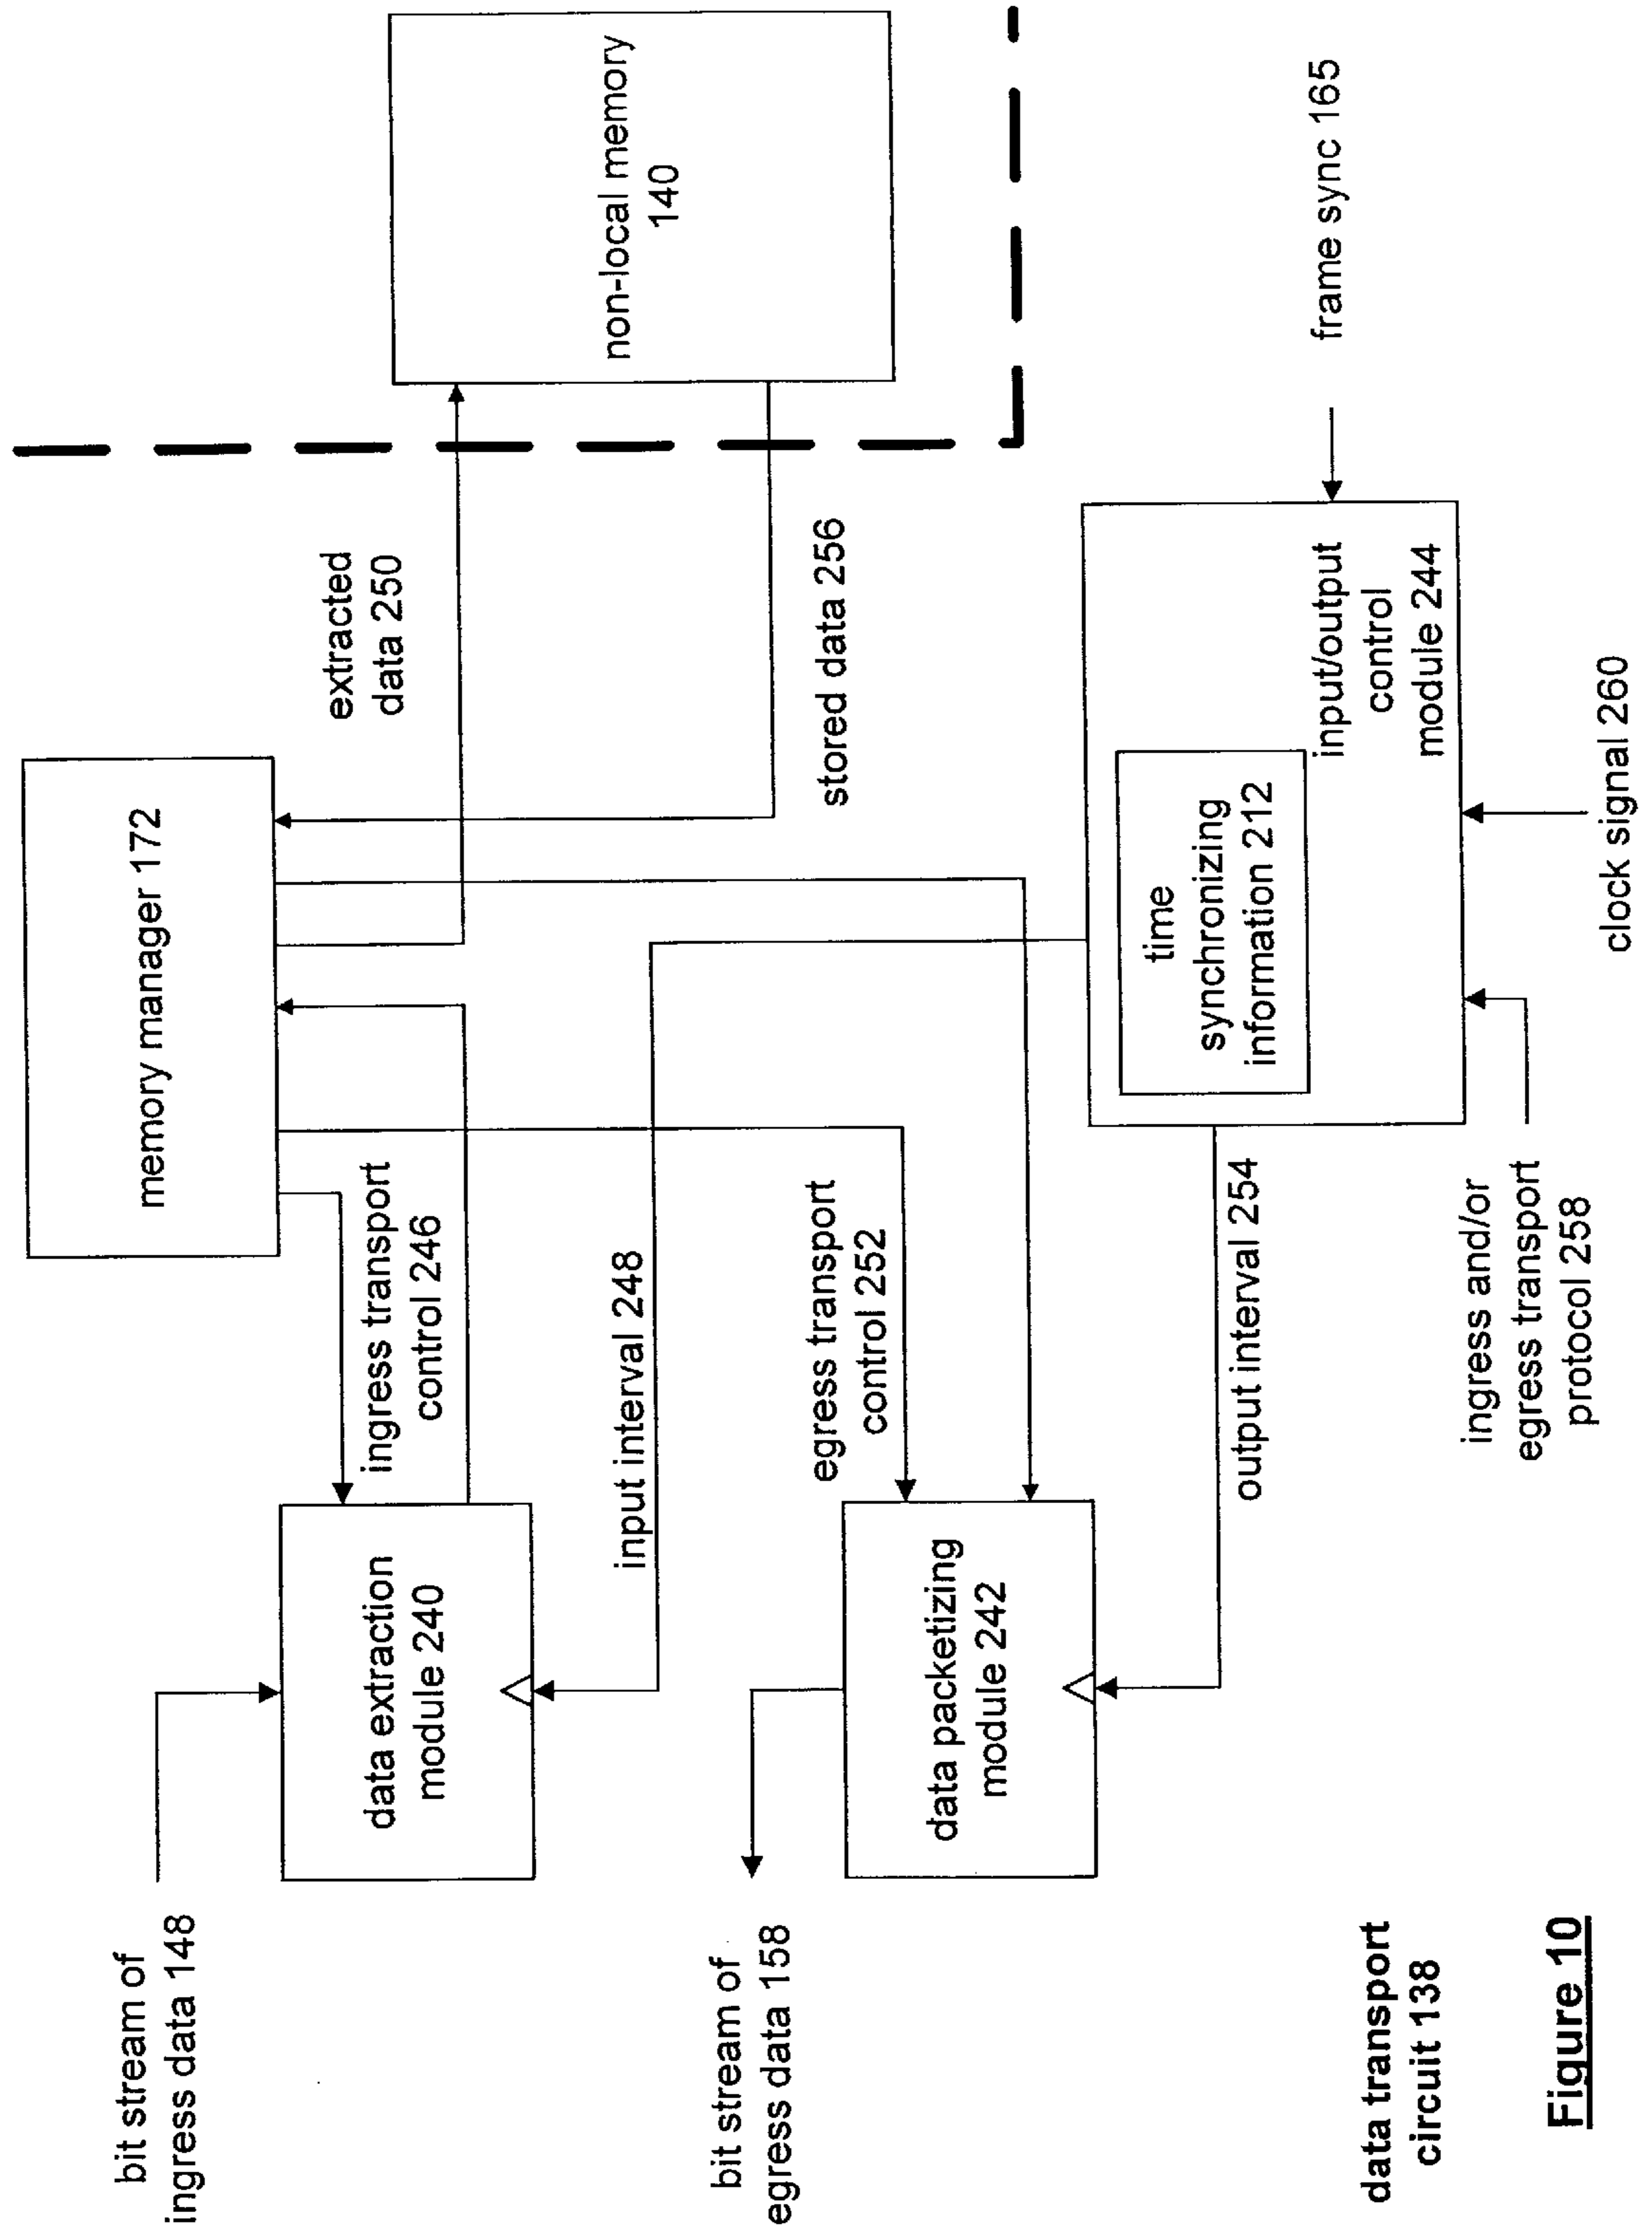 memory manager 172
extracted
data 250
non-local memory
140
stored data 256
bit stream of
ingress data 148
data extraction
module 240
ingress transport
control 246
input interval 248
bit stream of
egress data 158
data packetizing
module 242
egress transport
control 252
output interval 254
time
synchronizing
information 212
input/output
control
module 244
frame sync 165
ingress and/or
egress transport
protocol 258
clock signal 260
data transport
circuit 138
Figure 10